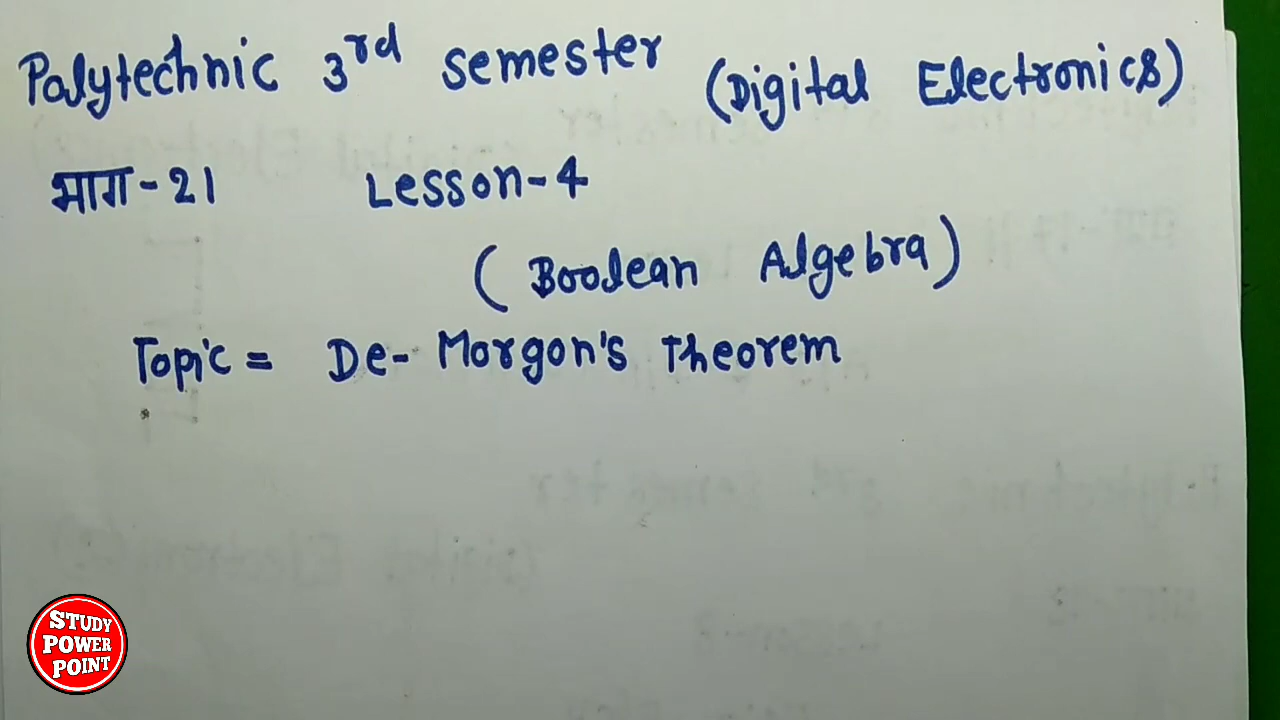 Polytechnic 3rd semester (Digital Electronics)
भाग-21 Lesson-4
(Boolean Algebra)
Topic = De-Morgon's Theorem
STUDY
POWER
POINT